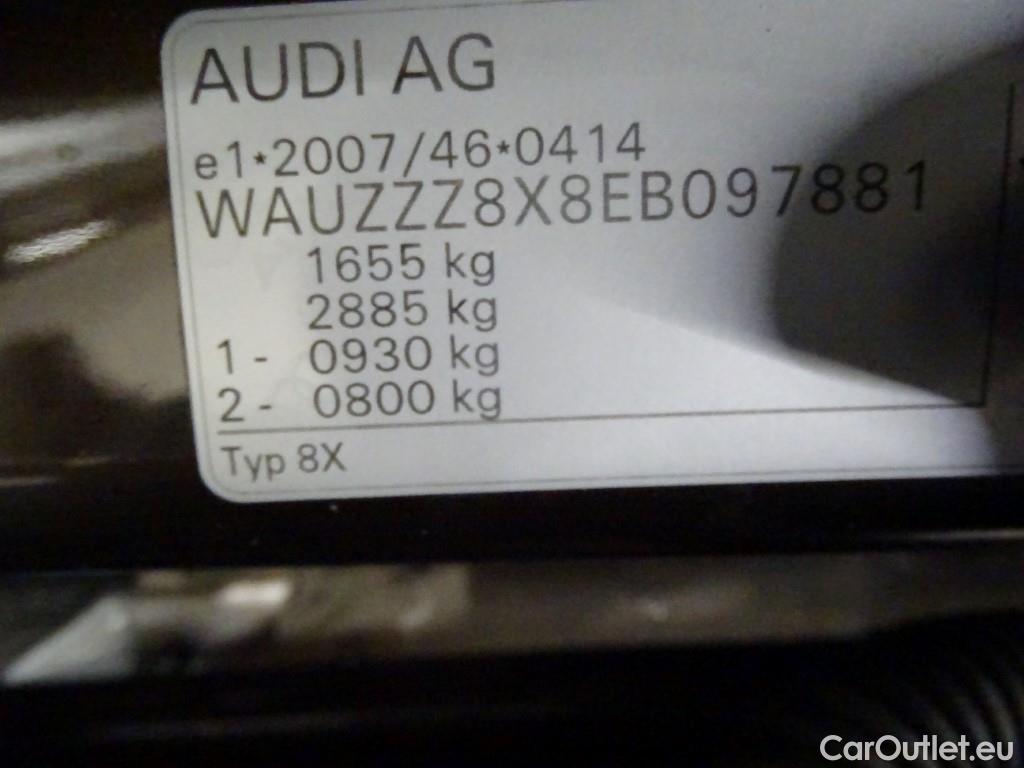 AUDI AG
e1*2007/46*0414
WAUZZZ8X8EB097881
1655 kg
2885 kg
1 - 0930 kg
2 - 0800 kg
Typ 8X
CarOutlet.eu